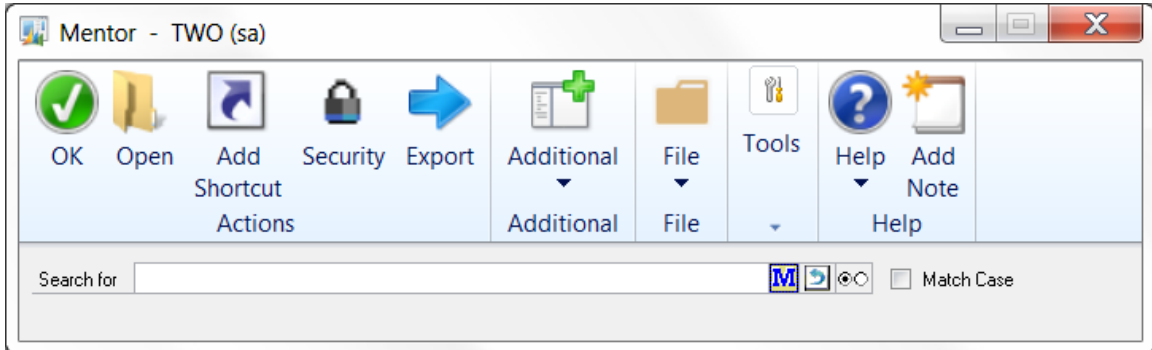 Mentor - TWO (sa)
X
OK Open Add Security Export Additional File Tools Help Add
Shortcut Note
Actions Additional File Help
Search for M Match Case